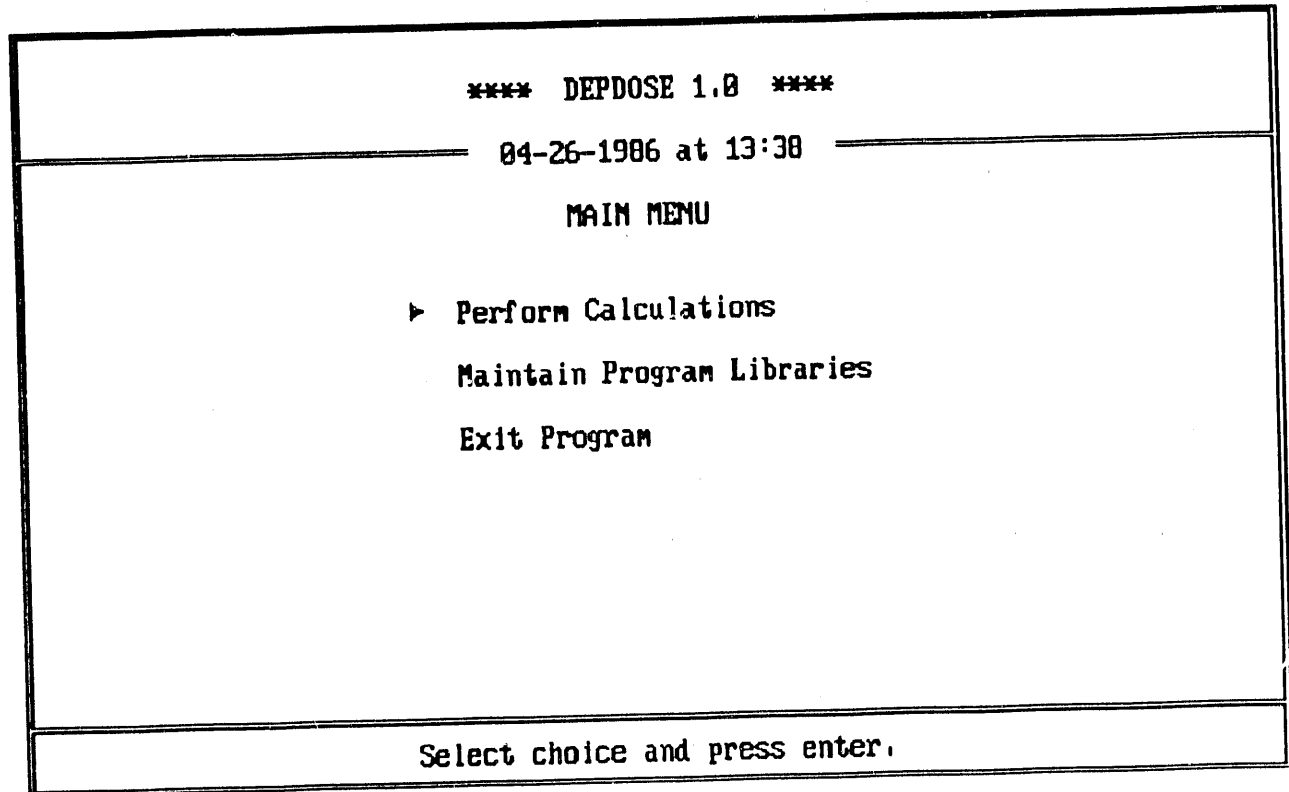 **** DEPDOSE 1.0 ****
04-26-1986 at 13:38
MAIN MENU
► Perform Calculations
Maintain Program Libraries
Exit Program
Select choice and press enter.